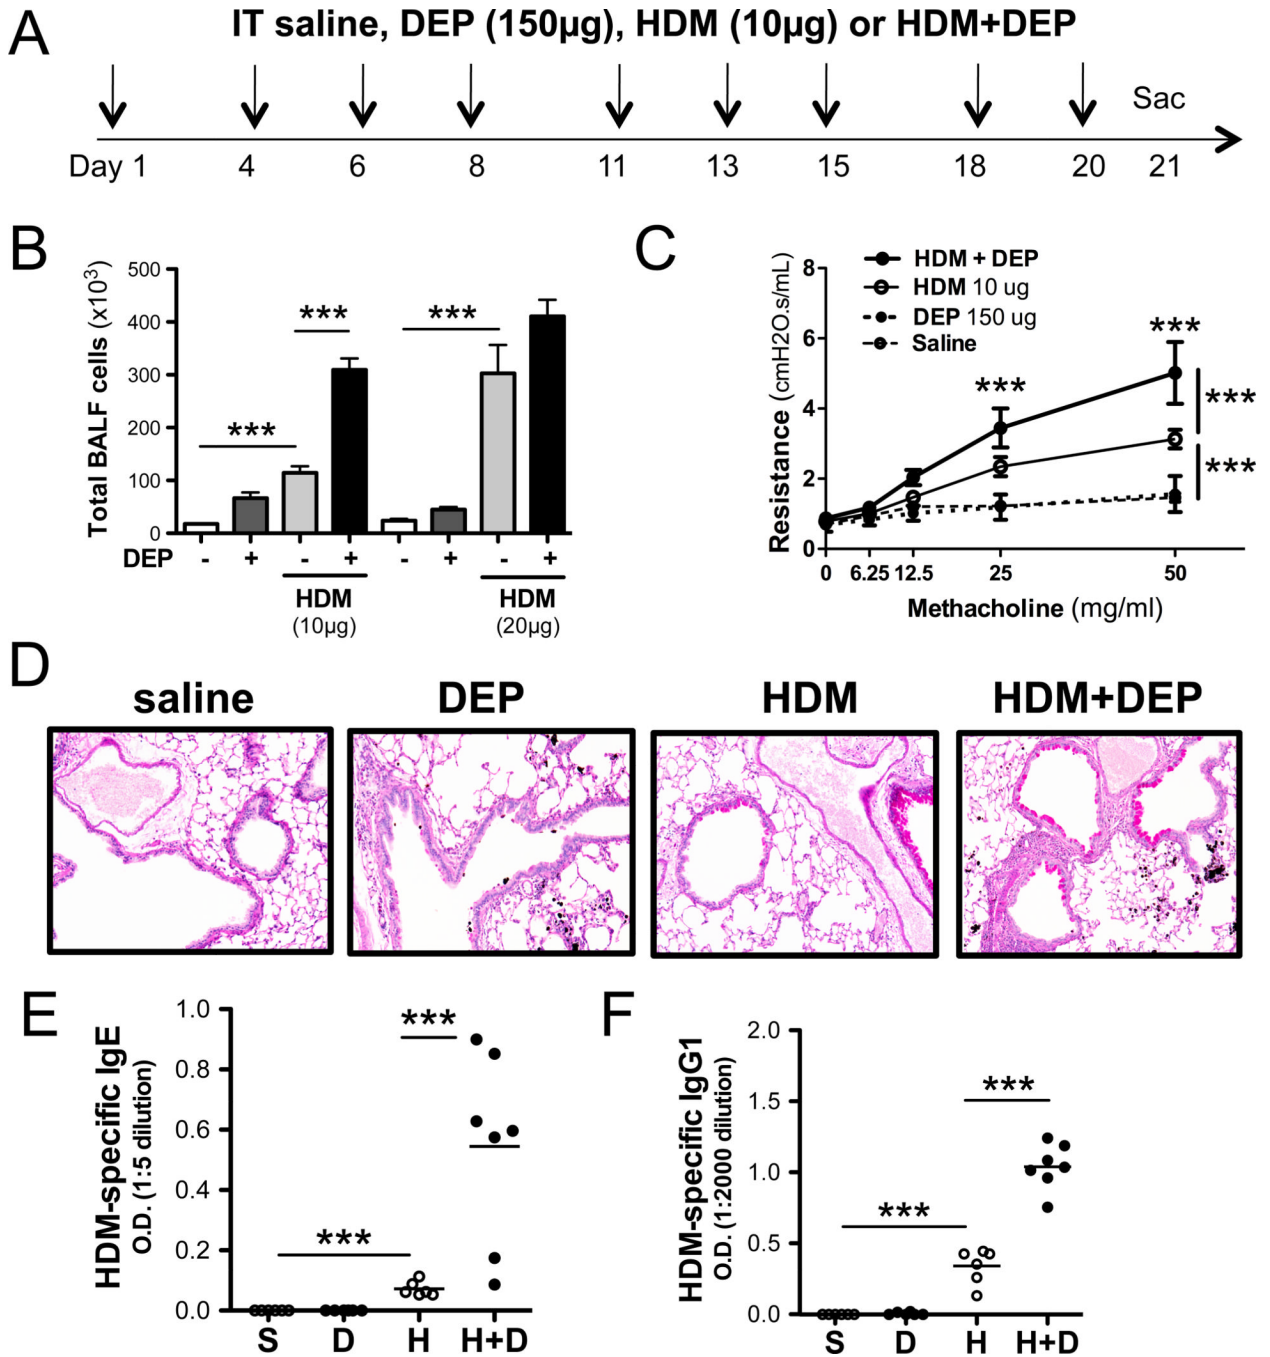 A
IT saline, DEP (150µg), HDM (10µg) or HDM+DEP
Sac
Day 1 4 6 8 11 13 15 18 20 21
B
Total BALF cells (x10³)
500
400
300
200
100
0
***
***
***
DEP - + - + - + - +
HDM HDM
(10µg) (20µg)
C
Resistance (cmH2O.s/mL)
8
6
4
2
0
HDM + DEP
HDM 10 ug
DEP 150 ug
Saline
***
***
***
***
0 6.25 12.5 25 50
Methacholine (mg/ml)
D
saline DEP HDM HDM+DEP
E
HDM-specific IgE
O.D. (1:5 dilution)
1.0
0.8
0.6
0.4
0.2
0.0
***
***
S D H H+D
F
HDM-specific IgG1
O.D. (1:2000 dilution)
2.0
1.5
1.0
0.5
0.0
***
***
S D H H+D